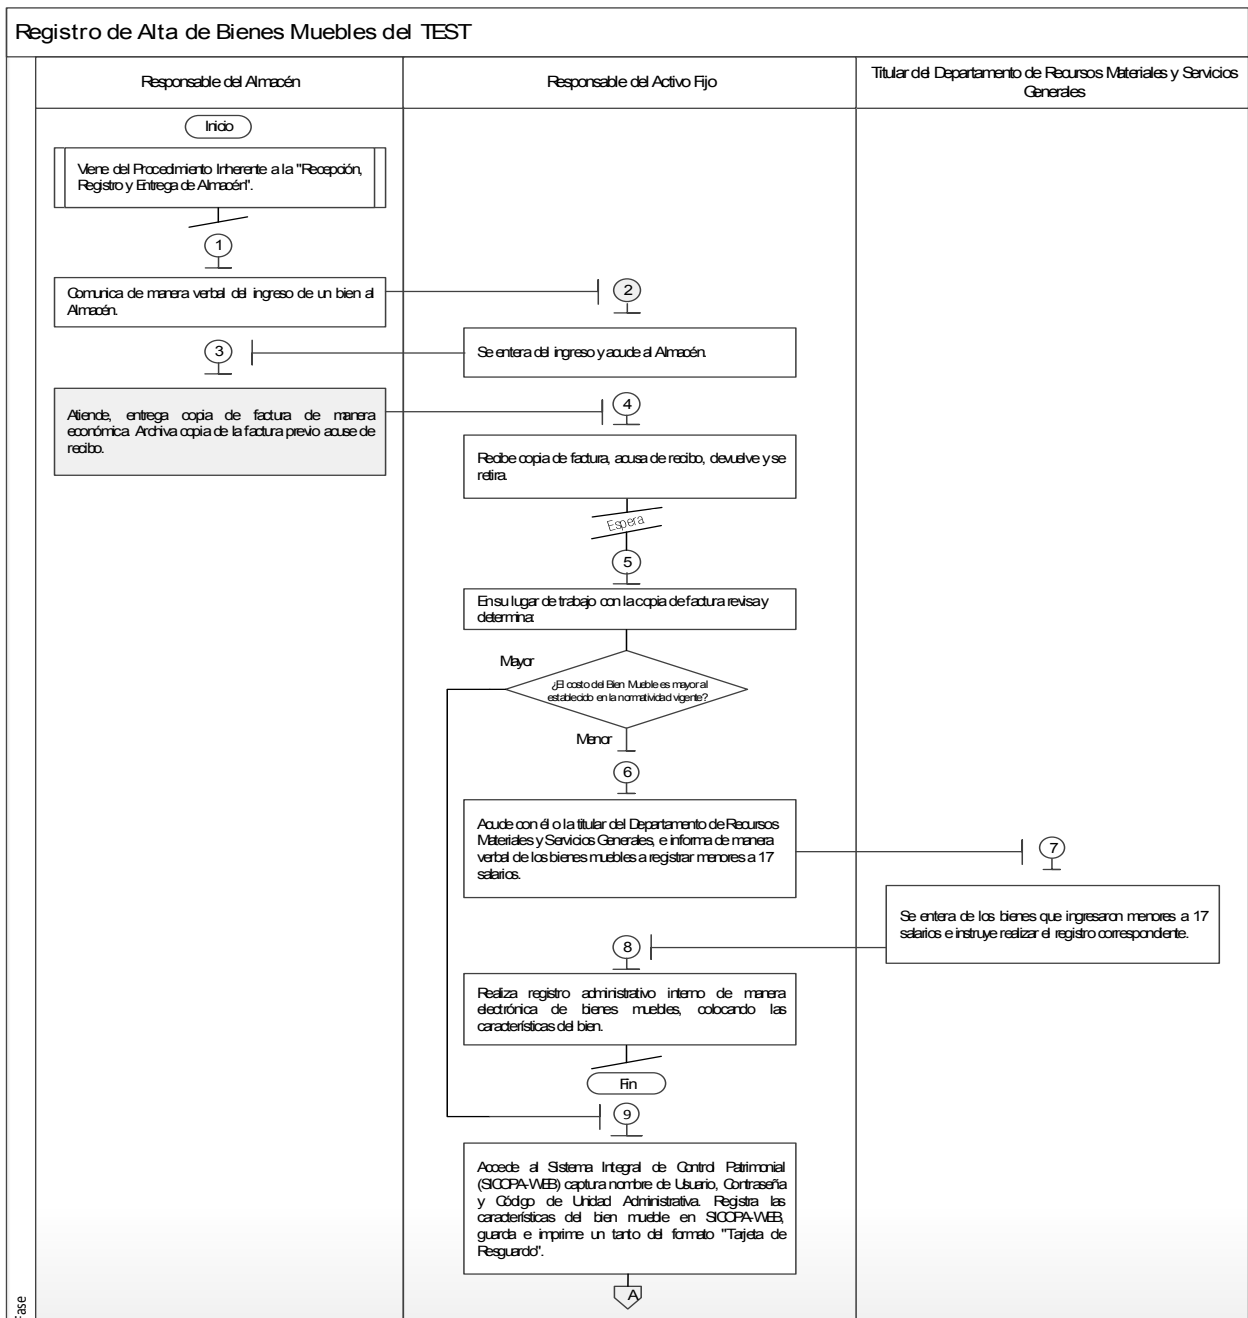 Registro de Alta de Bienes Muebles del TEST
Responsable del Almacén
Responsable del Activo Fijo
Titular del Departamento de Recursos Materiales y Servicios
Generales
Inicio
Viene del Procedimiento Inherente a la "Recepción,
Registro y Entrega de Almacén".
1
Comunica de manera verbal del ingreso de un bien al
Almacén.
2
Se entera del ingreso y acude al Almacén.
3
Atiende, entrega copia de factura de manera
económica. Archiva copia de la factura previo acuse de
recibo.
4
Recibe copia de factura, acusa de recibo, devuelve y se
retira.
Espera
5
En su lugar de trabajo con la copia de factura revisa y
determina:
Mayor
¿El costo del Bien Mueble es mayor al
establecido en la normatividad vigente?
Menor
6
Acude con él o la titular del Departamento de Recursos
Materiales y Servicios Generales, e informa de manera
verbal de los bienes muebles a registrar menores a 17
salarios.
7
Se entera de los bienes que ingresaron menores a 17
salarios e instruye realizar el registro correspondiente.
8
Realiza registro administrativo interno de manera
electrónica de bienes muebles, colocando las
características del bien.
Fin
9
Accede al Sistema Integral de Control Patrimonial
(SICOPA-WEB) captura nombre de Usuario, Contraseña
y Código de Unidad Administrativa. Registra las
características del bien mueble en SICOPA-WEB,
guarda e imprime un tanto del formato "Tarjeta de
Resguardo".
A
Fase